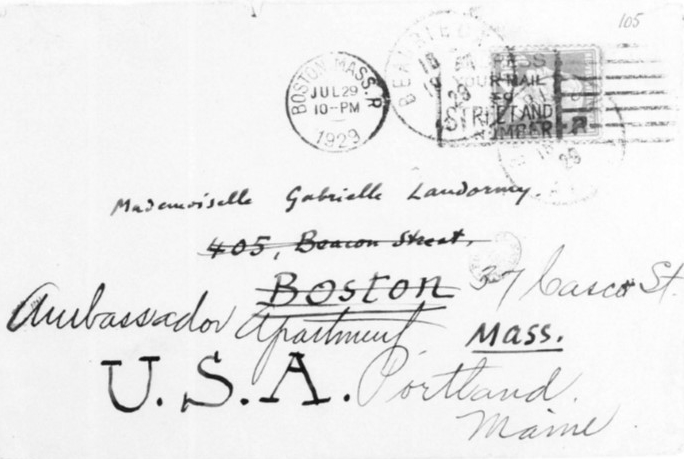 105
BOSTON, MASS. R
JUL 29
10-PM
1929
YOUR MAIL
STREET AND
NUMBER
Mademoiselle Gabrielle Landormy.
405, Beacon Street,
Boston 37 Casco St.
Ambassador Apartment MASS.
U.S.A. Portland.
Maine